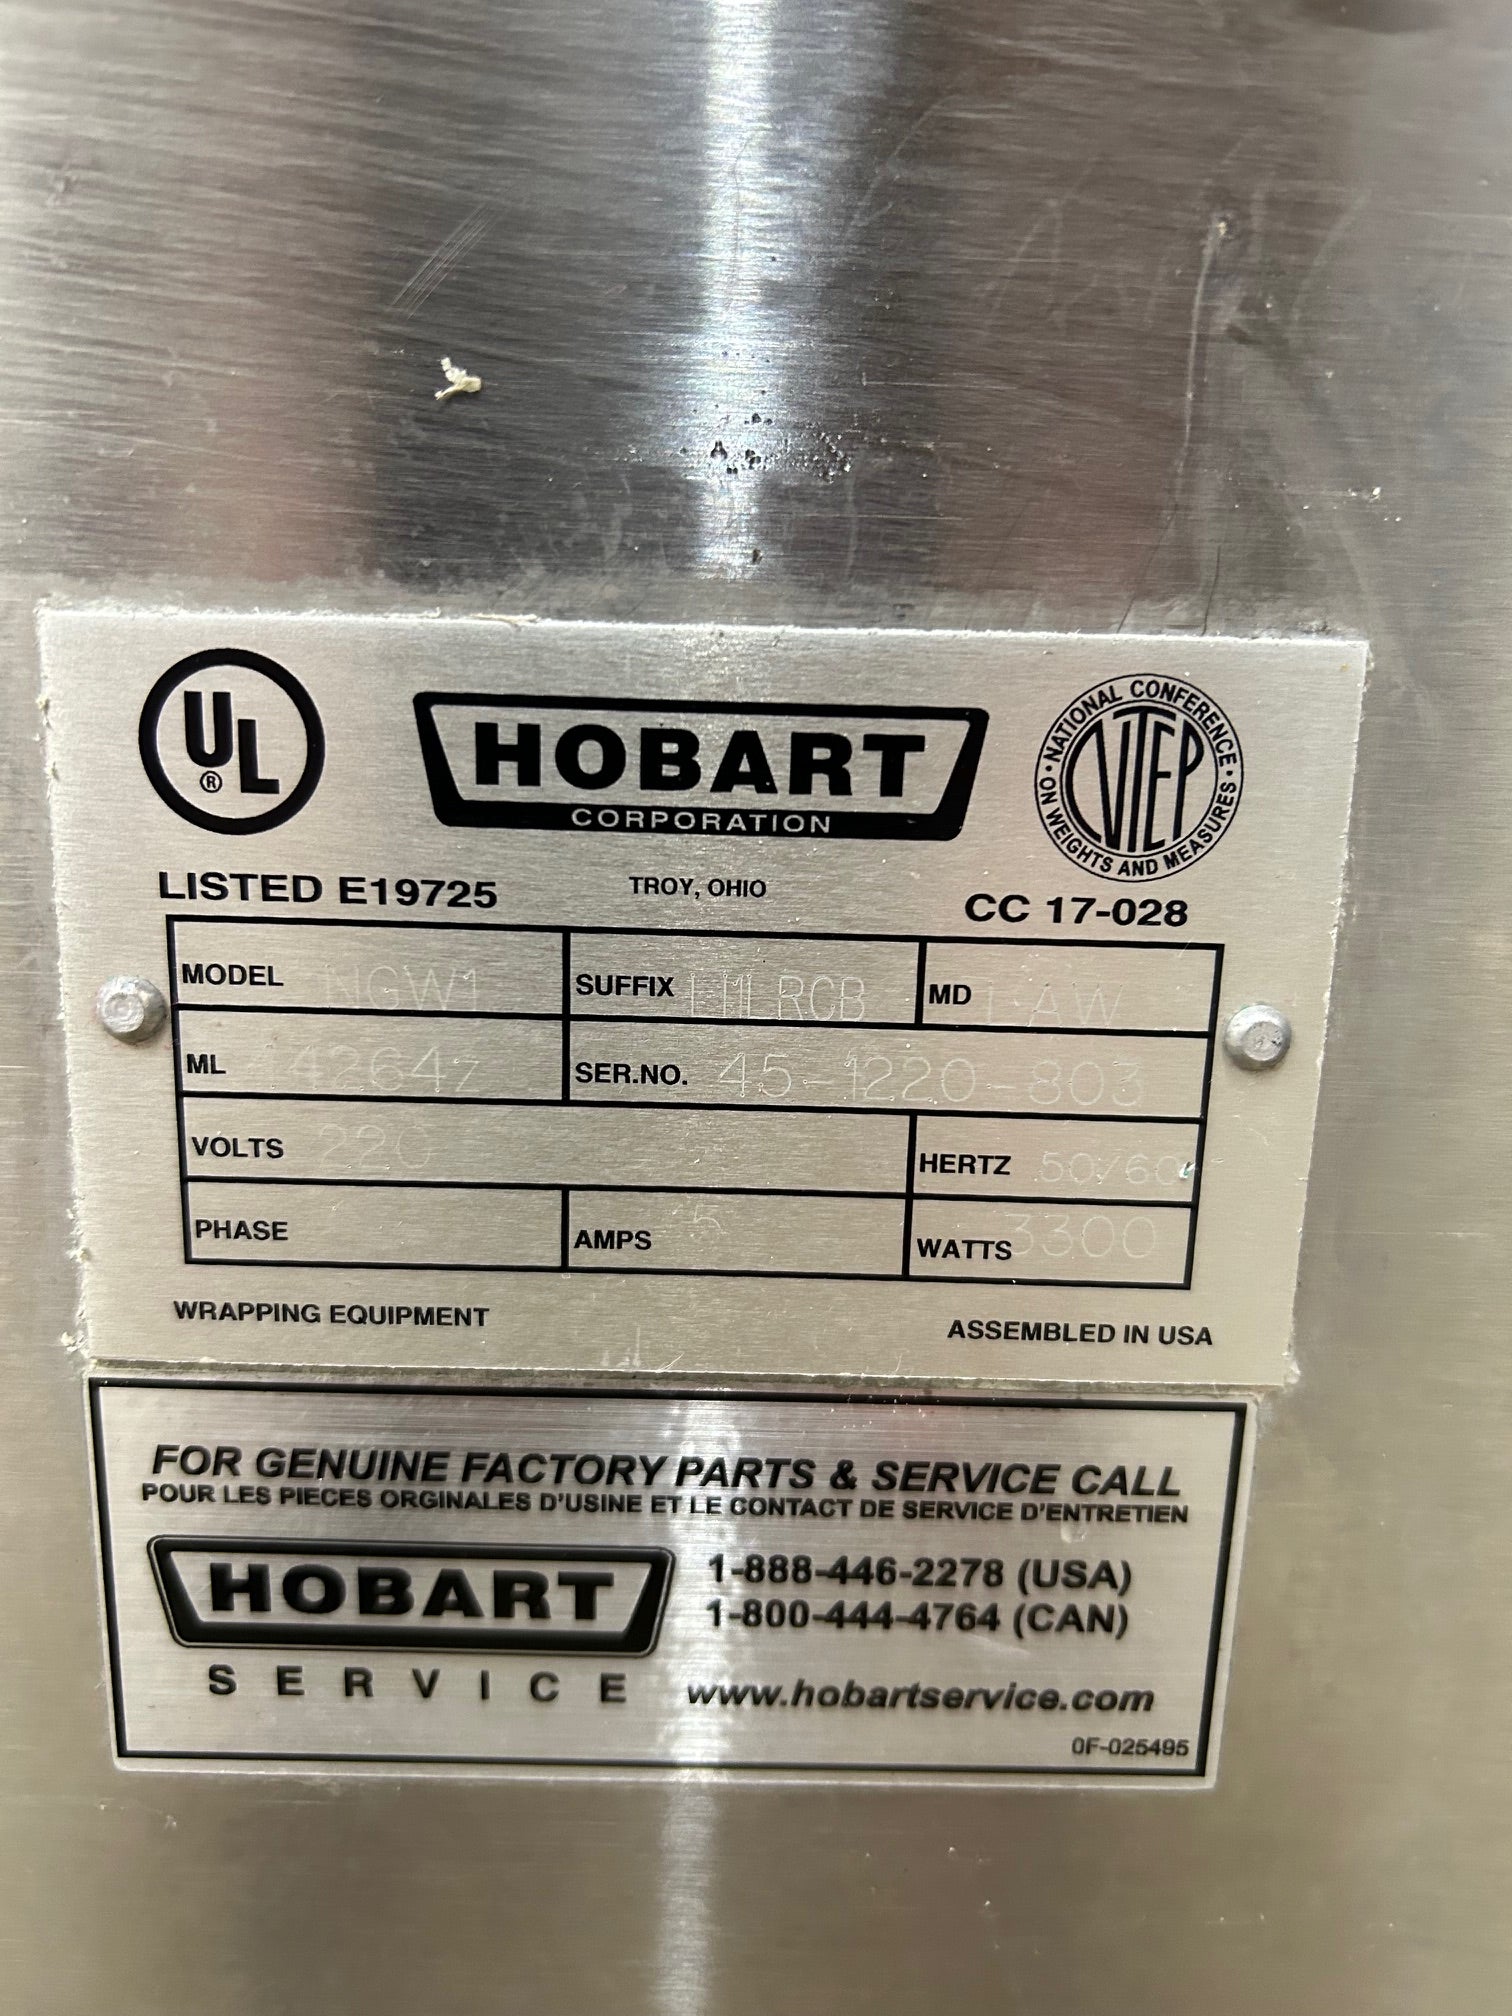 UL
®
HOBART
CORPORATION
NATIONAL CONFERENCE
• ON WEIGHTS AND MEASURES •
NTEP
LISTED E19725
TROY, OHIO
CC 17-028
MODEL NGW1
SUFFIX
MD
ML
SER.NO.
VOLTS 220
HERTZ 50/60
PHASE
AMPS
WATTS 3300
WRAPPING EQUIPMENT
ASSEMBLED IN USA
FOR GENUINE FACTORY PARTS & SERVICE CALL
POUR LES PIECES ORGINALES D'USINE ET LE CONTACT DE SERVICE D'ENTRETIEN
HOBART
SERVICE
1-888-446-2278 (USA)
1-800-444-4764 (CAN)
www.hobartservice.com
0F-025495